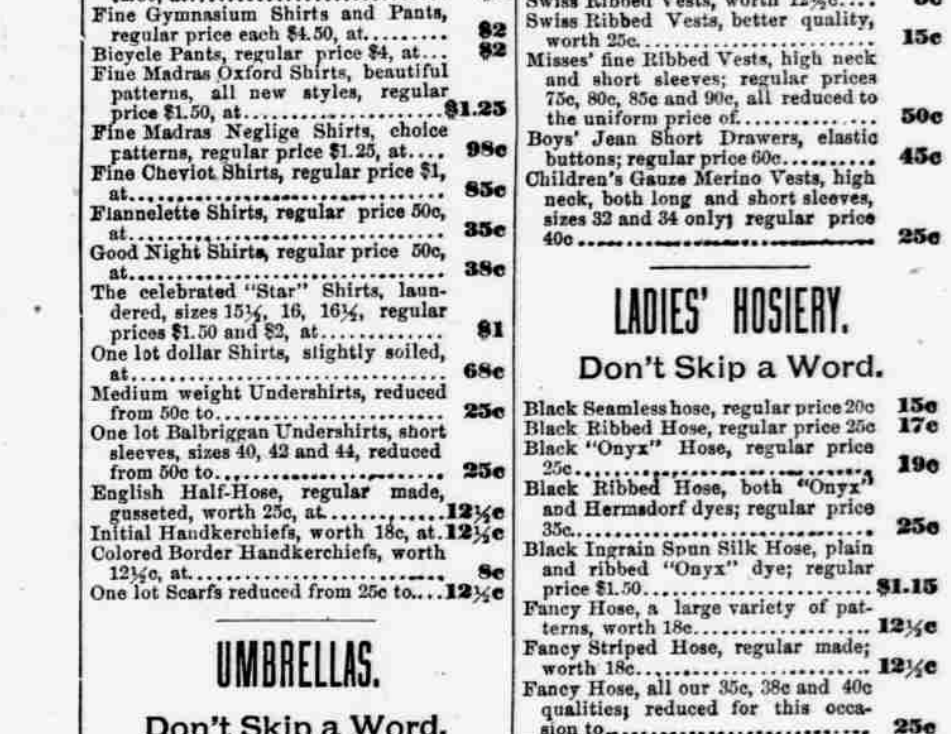 Fine Gymnasium Shirts and Pants,
regular price each $4.50, at......... $2
Bicycle Pants, regular price $4, at... $2
Fine Madras Oxford Shirts, beautiful
patterns, all new styles, regular
price $1.50, at.......................$1.25
Fine Madras Neglige Shirts, choice
patterns, regular price $1.25, at.... 98c
Fine Cheviot Shirts, regular price $1,
at................................... 85c
Flannelette Shirts, regular price 50c,
at................................... 35c
Good Night Shirts, regular price 50c,
at................................... 38c
The celebrated "Star" Shirts, laun-
dered, sizes 15½, 16, 16½, regular
prices $1.50 and $2, at............. $1
One lot dollar Shirts, slightly soiled,
at................................... 68c
Medium weight Undershirts, reduced
from 50c to......................... 25c
One lot Balbriggan Undershirts, short
sleeves, sizes 40, 42 and 44, reduced
from 50c to......................... 25c
English Half-Hose, regular made,
gusseted, worth 25c, at............12½c
Initial Handkerchiefs, worth 18c, at.12½c
Colored Border Handkerchiefs, worth
12½c, at............................ 8c
One lot Scarfs reduced from 25c to....12½c
UMBRELLAS.
Don't Skip a Word.
Swiss Ribbed Vests, worth 12½c....
Swiss Ribbed Vests, better quality,
worth 25c.......................... 15c
Misses' fine Ribbed Vests, high neck
and short sleeves; regular prices
75c, 80c, 85c and 90c, all reduced to
the uniform price of............... 50c
Boys' Jean Short Drawers, elastic
buttons; regular price 60c.......... 45c
Children's Gauze Merino Vests, high
neck, both long and short sleeves,
sizes 32 and 34 only; regular price
40c................................. 25c
LADIES' HOSIERY.
Don't Skip a Word.
Black Seamless hose, regular price 20c 15c
Black Ribbed Hose, regular price 25c 17c
Black "Onyx" Hose, regular price
25c................................. 19c
Black Ribbed Hose, both "Onyx"
and Hermsdorf dyes; regular price
35c................................. 25c
Black Ingrain Spun Silk Hose, plain
and ribbed "Onyx" dye; regular
price $1.50.......................$1.15
Fancy Hose, a large variety of pat-
terns, worth 18c................... 12½c
Fancy Striped Hose, regular made;
worth 18c.......................... 12½c
Fancy Hose, all our 35c, 38c and 40c
qualities; reduced for this occa-
sion to............................. 25c